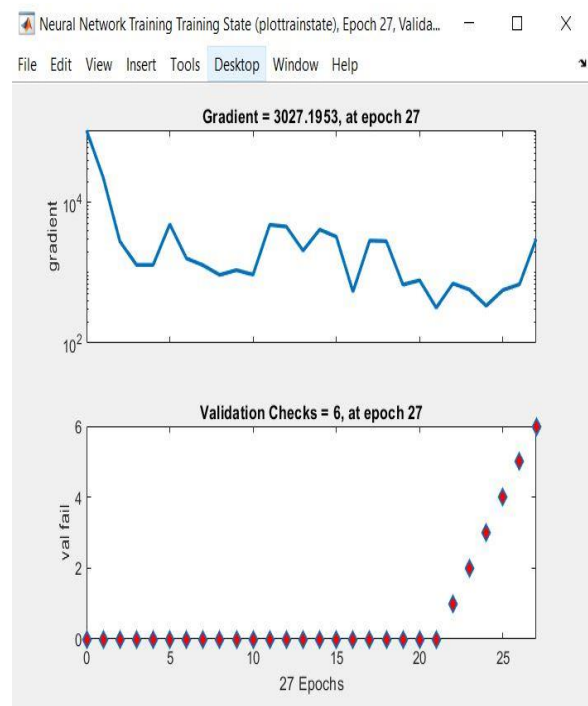 Neural Network Training Training State (plottrainstate), Epoch 27, Valida...
File Edit View Insert Tools Desktop Window Help
Gradient = 3027.1953, at epoch 27
gradient
10^4
10^2
Validation Checks = 6, at epoch 27
val fail
6
4
2
0
0 5 10 15 20 25
27 Epochs